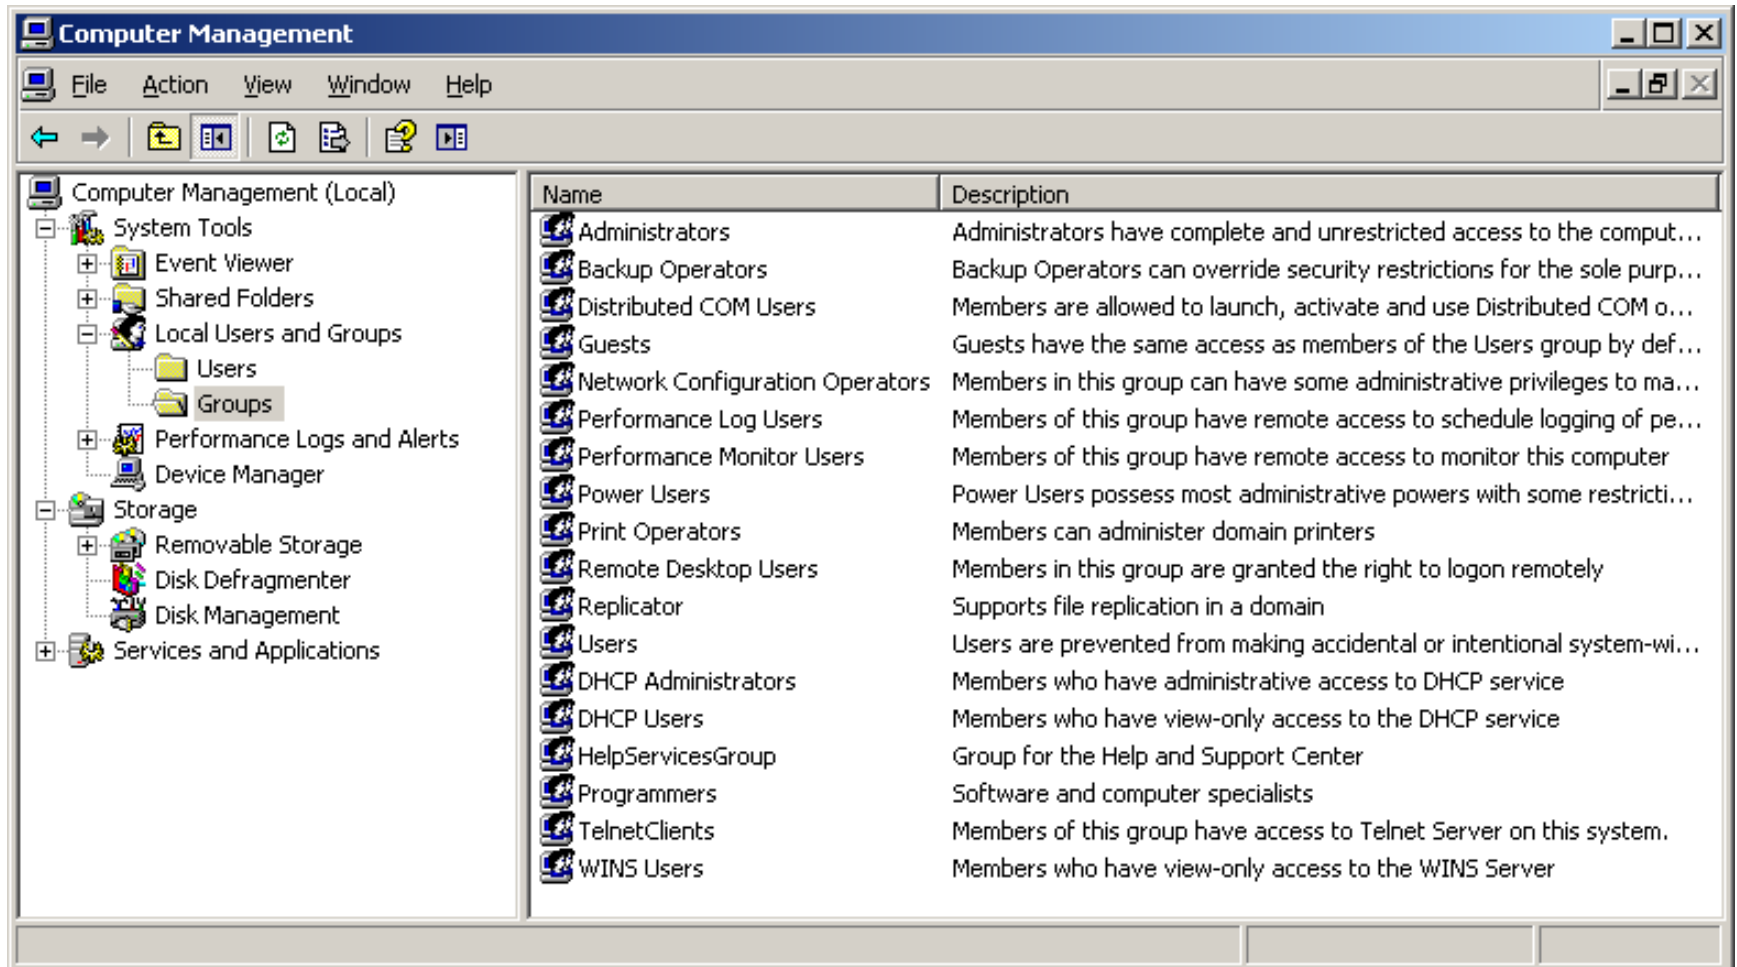 Computer Management
File Action View Window Help
Computer Management (Local)
System Tools
Event Viewer
Shared Folders
Local Users and Groups
Users
Groups
Performance Logs and Alerts
Device Manager
Storage
Removable Storage
Disk Defragmenter
Disk Management
Services and Applications
Name Description
Administrators Administrators have complete and unrestricted access to the comput...
Backup Operators Backup Operators can override security restrictions for the sole purp...
Distributed COM Users Members are allowed to launch, activate and use Distributed COM o...
Guests Guests have the same access as members of the Users group by def...
Network Configuration Operators Members in this group can have some administrative privileges to ma...
Performance Log Users Members of this group have remote access to schedule logging of pe...
Performance Monitor Users Members of this group have remote access to monitor this computer
Power Users Power Users possess most administrative powers with some restricti...
Print Operators Members can administer domain printers
Remote Desktop Users Members in this group are granted the right to logon remotely
Replicator Supports file replication in a domain
Users Users are prevented from making accidental or intentional system-wi...
DHCP Administrators Members who have administrative access to DHCP service
DHCP Users Members who have view-only access to the DHCP service
HelpServicesGroup Group for the Help and Support Center
Programmers Software and computer specialists
TelnetClients Members of this group have access to Telnet Server on this system.
WINS Users Members who have view-only access to the WINS Server